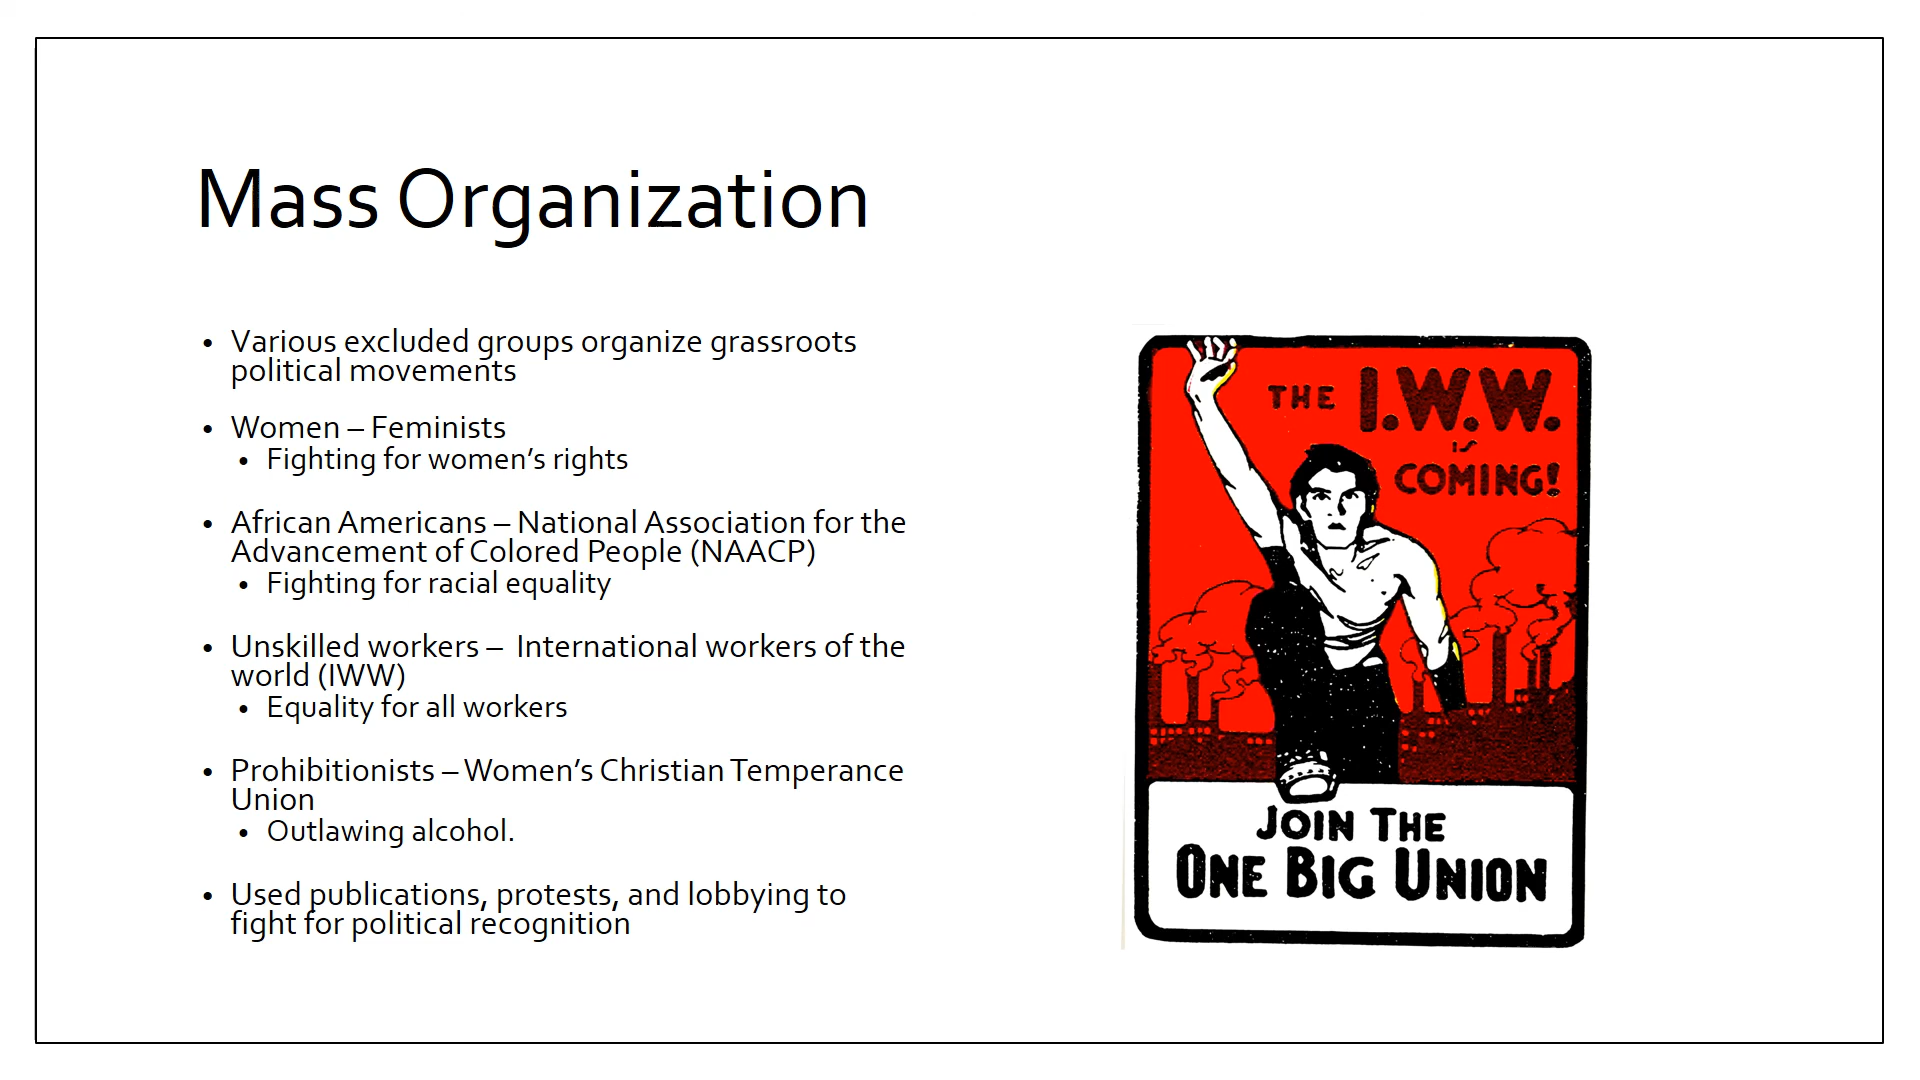 Mass Organization
• Various excluded groups organize grassroots
political movements
• Women – Feminists
• Fighting for women’s rights
• African Americans – National Association for the
Advancement of Colored People (NAACP)
• Fighting for racial equality
• Unskilled workers – International workers of the
world (IWW)
• Equality for all workers
• Prohibitionists – Women’s Christian Temperance
Union
• Outlawing alcohol.
• Used publications, protests, and lobbying to
fight for political recognition
THE I.W.W.
IS
COMING!
JOIN THE
ONE BIG UNION